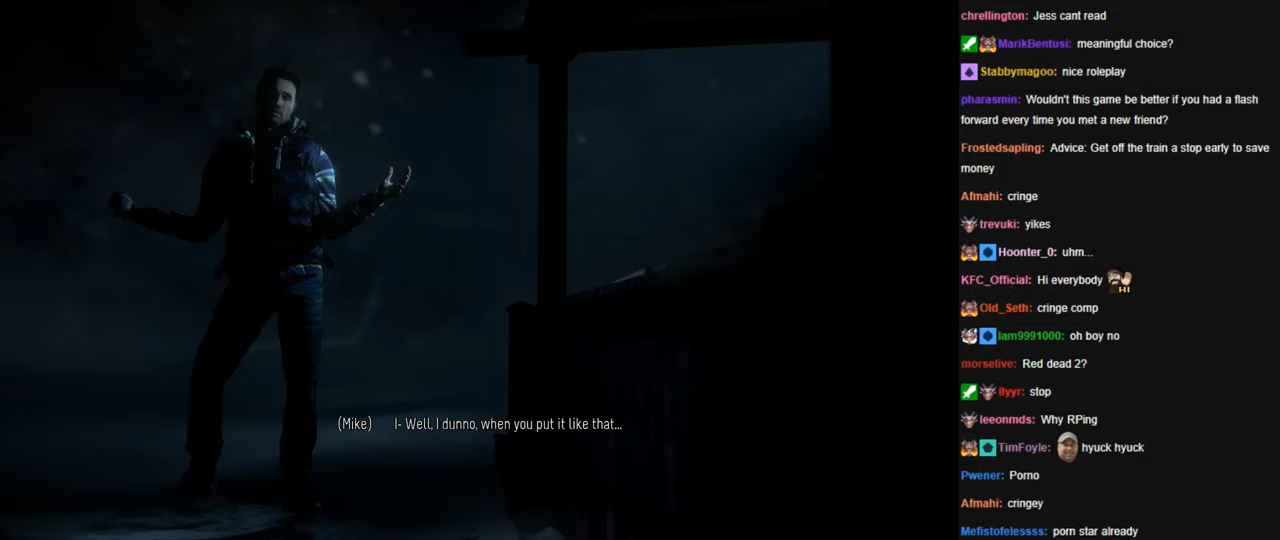 (Mike) I- Well, I dunno, when you put it like that...
chrellington: Jess cant read
MarikBentusi: meaningful choice?
Stabbymagoo: nice roleplay
pharasmin: Wouldn't this game be better if you had a flash
forward every time you met a new friend?
Frostedsapling: Advice: Get off the train a stop early to save
money
Afmahi: cringe
trevuki: yikes
Hoonter_0: uhm...
KFC_Official: Hi everybody HI
Old_Seth: cringe comp
lam9991000: oh boy no
morselive: Red dead 2?
llyyr: stop
leeonmds: Why RPing
TimFoyle: hyuck hyuck
Pwener: Porno
Afmahi: cringey
Mefistofelessss: porn star already